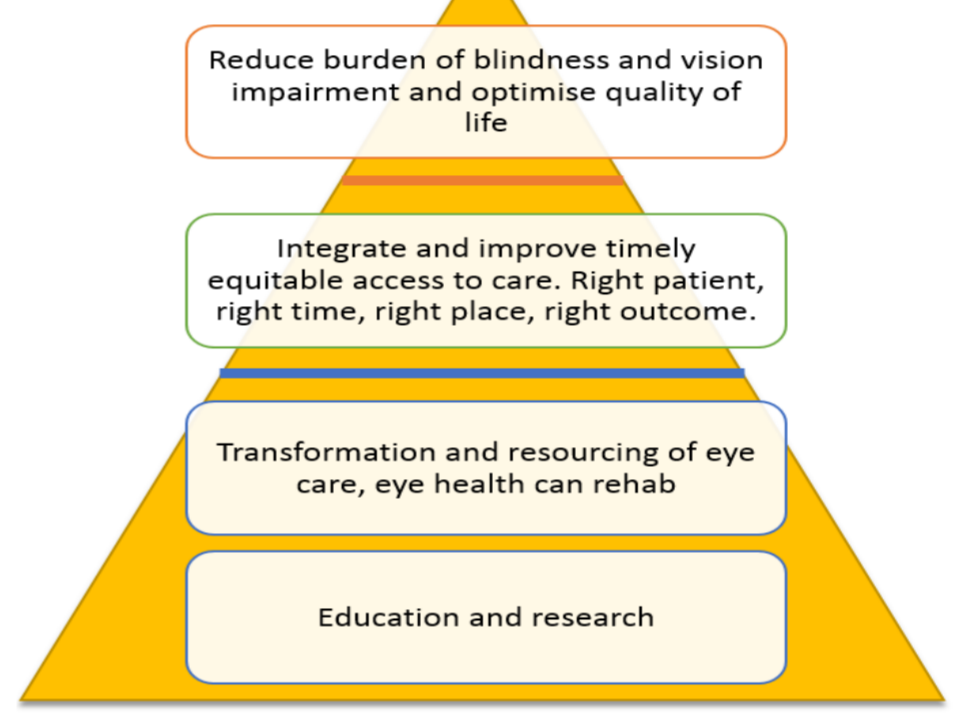 Reduce burden of blindness and vision
impairment and optimise quality of
life
Integrate and improve timely
equitable access to care. Right patient,
right time, right place, right outcome.
Transformation and resourcing of eye
care, eye health can rehab
Education and research